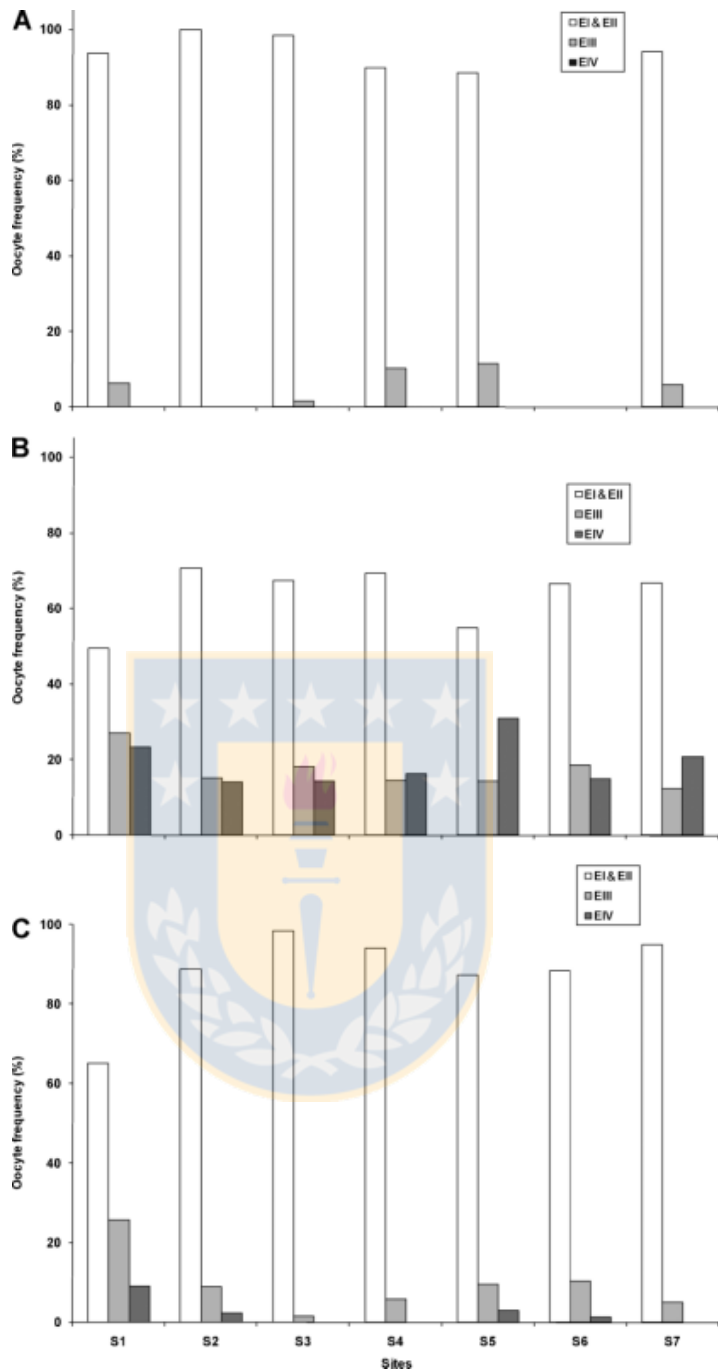 A
100
80
60
40
20
0
Oocyte frequency (%)
EI & EII
EIII
EIV
B
100
80
60
40
20
0
Oocyte frequency (%)
EI & EII
EIII
EIV
C
100
80
60
40
20
0
Oocyte frequency (%)
EI & EII
EIII
EIV
S1 S2 S3 S4 S5 S6 S7
Sites